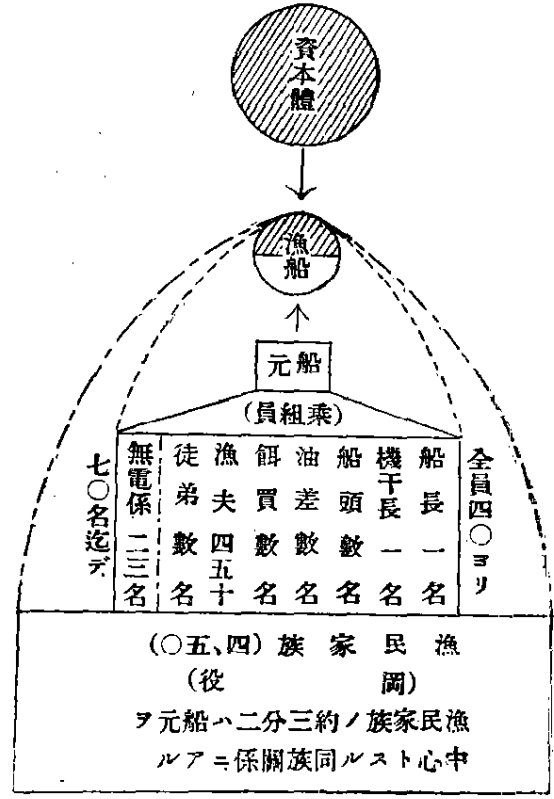 資本體
漁船
船元
(乗組員)
全員四〇ヨリ
船長一名
機干長一名
船頭數名
油差數名
餌買數名
漁夫四五十
徒弟數名
無電係二三名
七〇名迄デ
漁民家族(四、五〇)
(岡役)
漁民家族ノ約三分二ハ船元ヲ
中心トスル同族關係ニアル